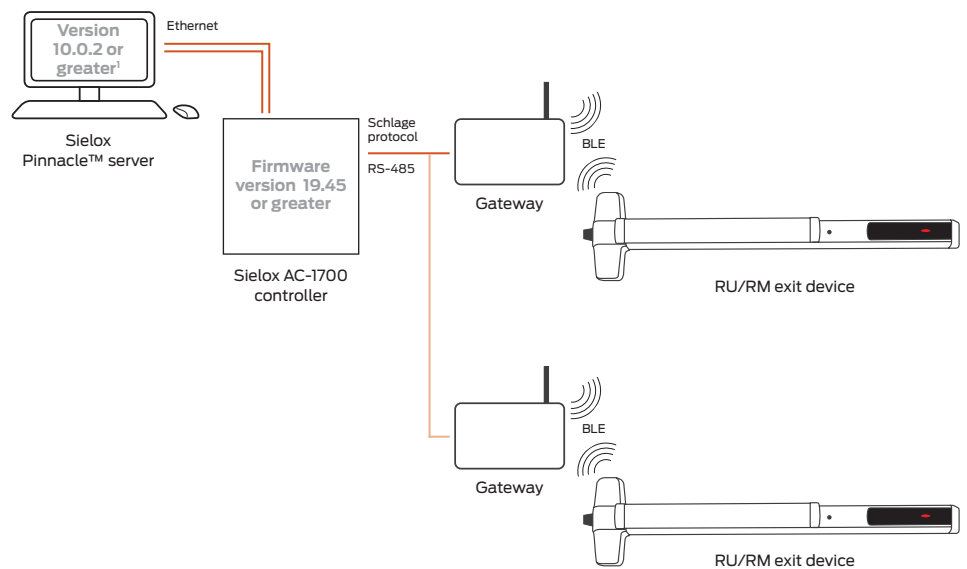 Version
10.0.2 or
greater¹
Ethernet
Sielox
Pinnacle™ server
Firmware
version 19.45
or greater
Sielox AC-1700
controller
Schlage
protocol
RS-485
BLE
Gateway
RU/RM exit device
BLE
Gateway
RU/RM exit device